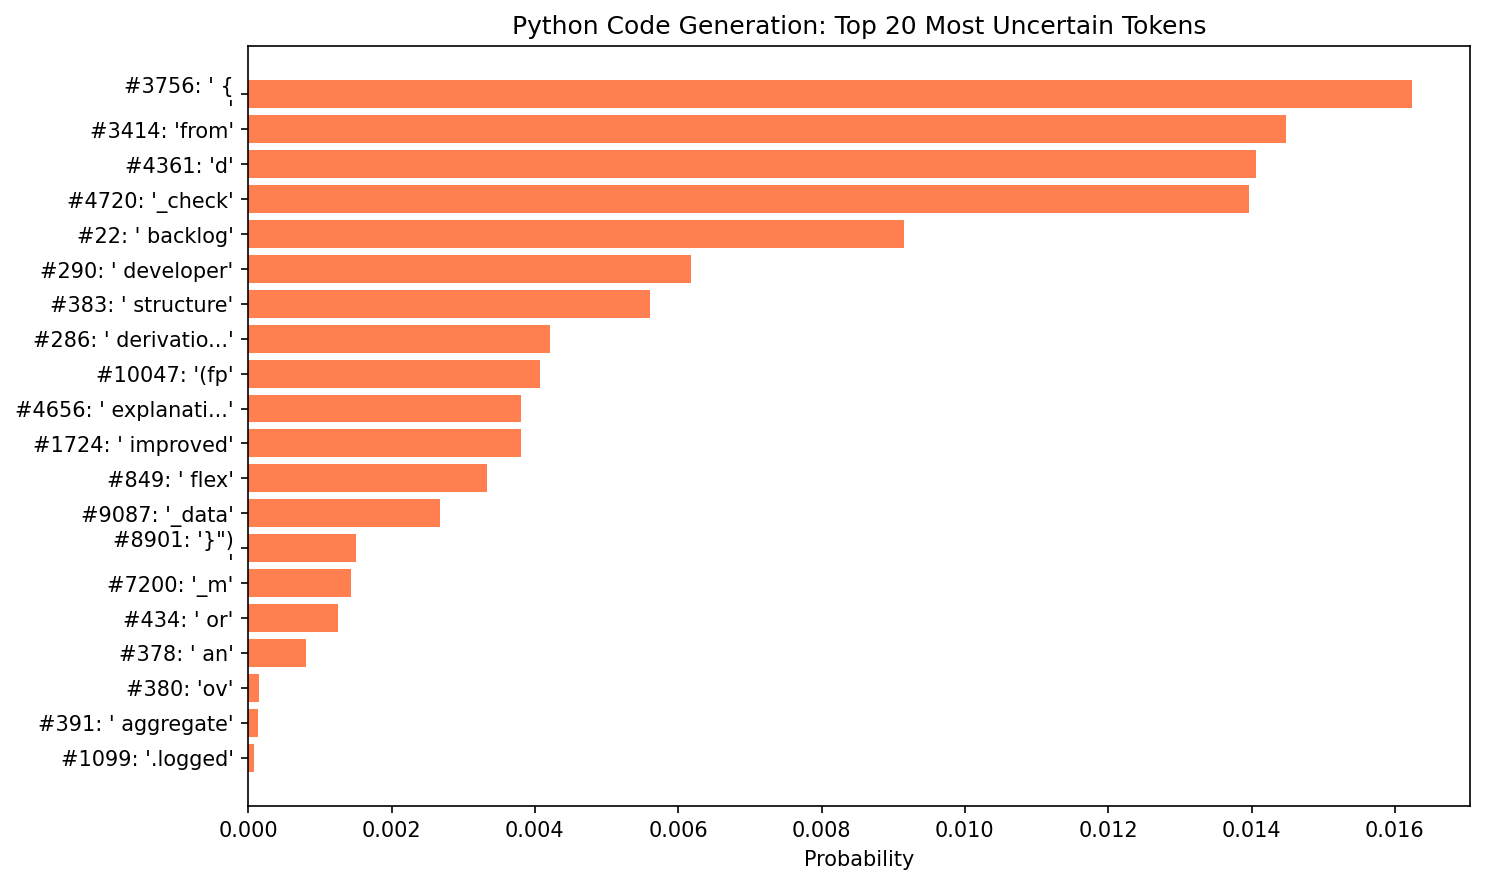 Python Code Generation: Top 20 Most Uncertain Tokens
#3756: ' {
'
#3414: 'from'
#4361: 'd'
#4720: '_check'
#22: ' backlog'
#290: ' developer'
#383: ' structure'
#286: ' derivatio...'
#10047: '(fp'
#4656: ' explanati...'
#1724: ' improved'
#849: ' flex'
#9087: '_data'
#8901: '}")
'
#7200: '_m'
#434: ' or'
#378: ' an'
#380: 'ov'
#391: ' aggregate'
#1099: '.logged'
0.000 0.002 0.004 0.006 0.008 0.010 0.012 0.014 0.016
Probability